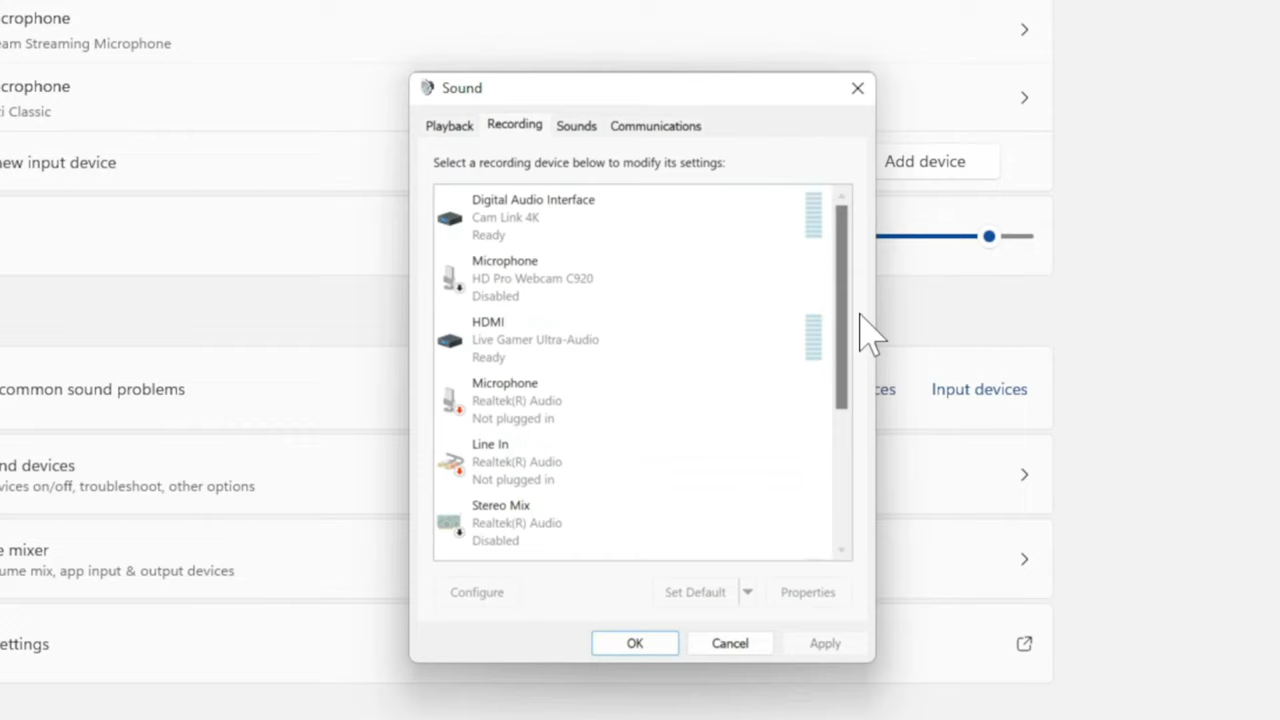 crophone
eam Streaming Microphone
crophone
i Classic
new input device
Add device
common sound problems
ces
Input devices
nd devices
vices on/off, troubleshoot, other options
e mixer
ume mix, app input & output devices
ettings
Sound
Playback
Recording
Sounds
Communications
Select a recording device below to modify its settings:
Digital Audio Interface
Cam Link 4K
Ready
Microphone
HD Pro Webcam C920
Disabled
HDMI
Live Gamer Ultra-Audio
Ready
Microphone
Realtek(R) Audio
Not plugged in
Line In
Realtek(R) Audio
Not plugged in
Stereo Mix
Realtek(R) Audio
Disabled
Configure
Set Default
Properties
OK
Cancel
Apply